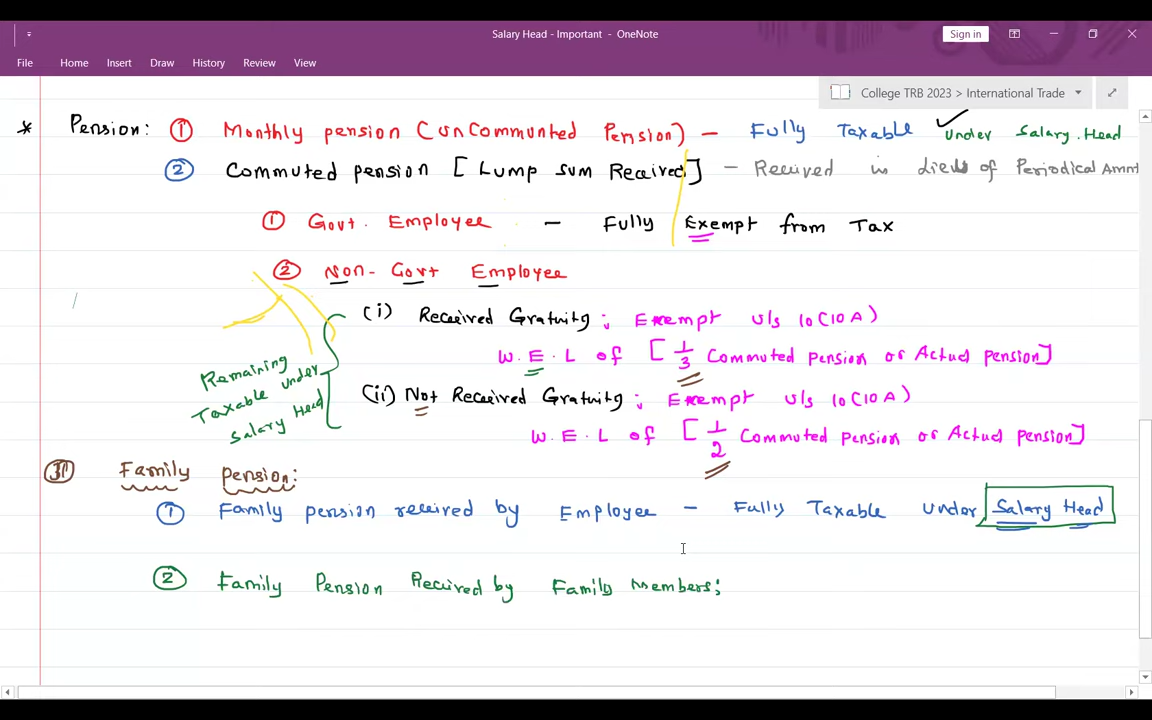 Salary Head - Important - OneNote
Sign in
File Home Insert Draw History Review View
College TRB 2023 > International Trade
* Pension: ① Monthly pension (unCommunted Pension) - Fully Taxable under Salary.Head
② Commuted pension [Lump sum Received] - Received in Lieu of Periodical Amnt
① Govt. Employee - Fully Exempt from Tax
② Non-Govt Employee
(i) Received Gratuity; Exempt u/s 10(10A)
W.E.L of [1/3 Commuted pension or Actual pension]
Remaining Taxable under Salary Head
(ii) Not Received Gratuity; Exempt u/s 10(10A)
W.E.L of [1/2 Commuted pension or Actual pension]
Family pension:
① Family pension received by Employee - Fully Taxable under Salary Head
② Family Pension Received by Family Members;